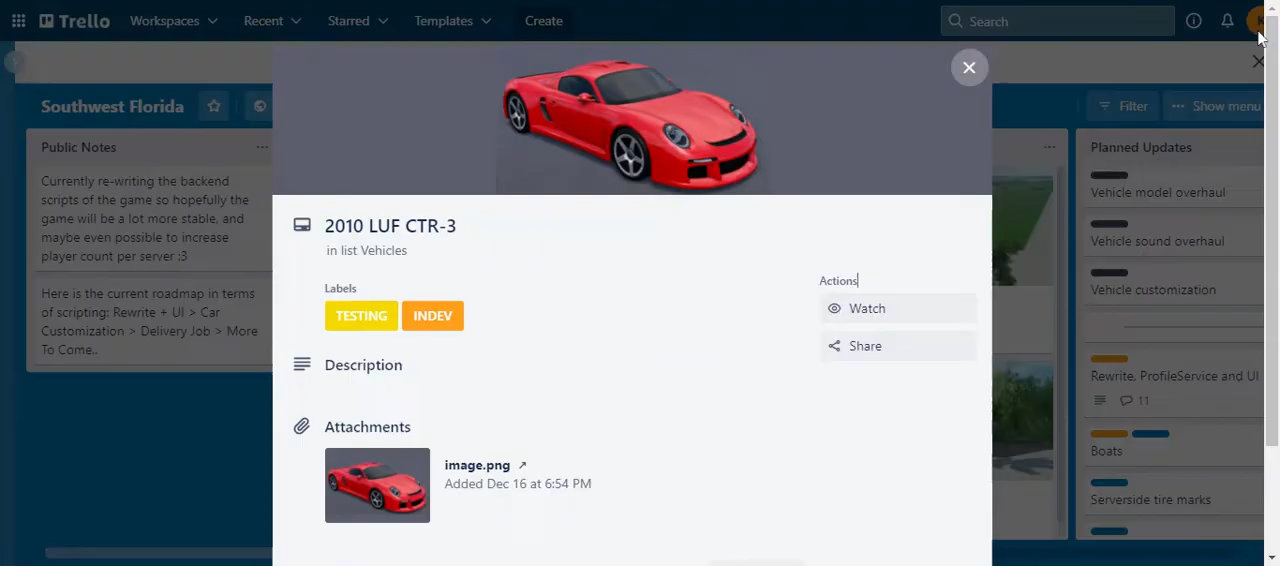 Trello
Workspaces
Recent
Starred
Templates
Create
Search
K
Southwest Florida
Filter
Show menu
Public Notes
Currently re-writing the backend
scripts of the game so hopefully the
game will be a lot more stable, and
maybe even possible to increase
player count per server :3
Here is the current roadmap in terms
of scripting: Rewrite + UI > Car
Customization > Delivery Job > More
To Come..
2010 LUF CTR-3
in list Vehicles
Labels
TESTING INDEV
Description
Attachments
image.png ↗
Added Dec 16 at 6:54 PM
Actions
Watch
Share
Planned Updates
Vehicle model overhaul
Vehicle sound overhaul
Vehicle customization
Rewrite, ProfileService and UI
11
Boats
Serverside tire marks